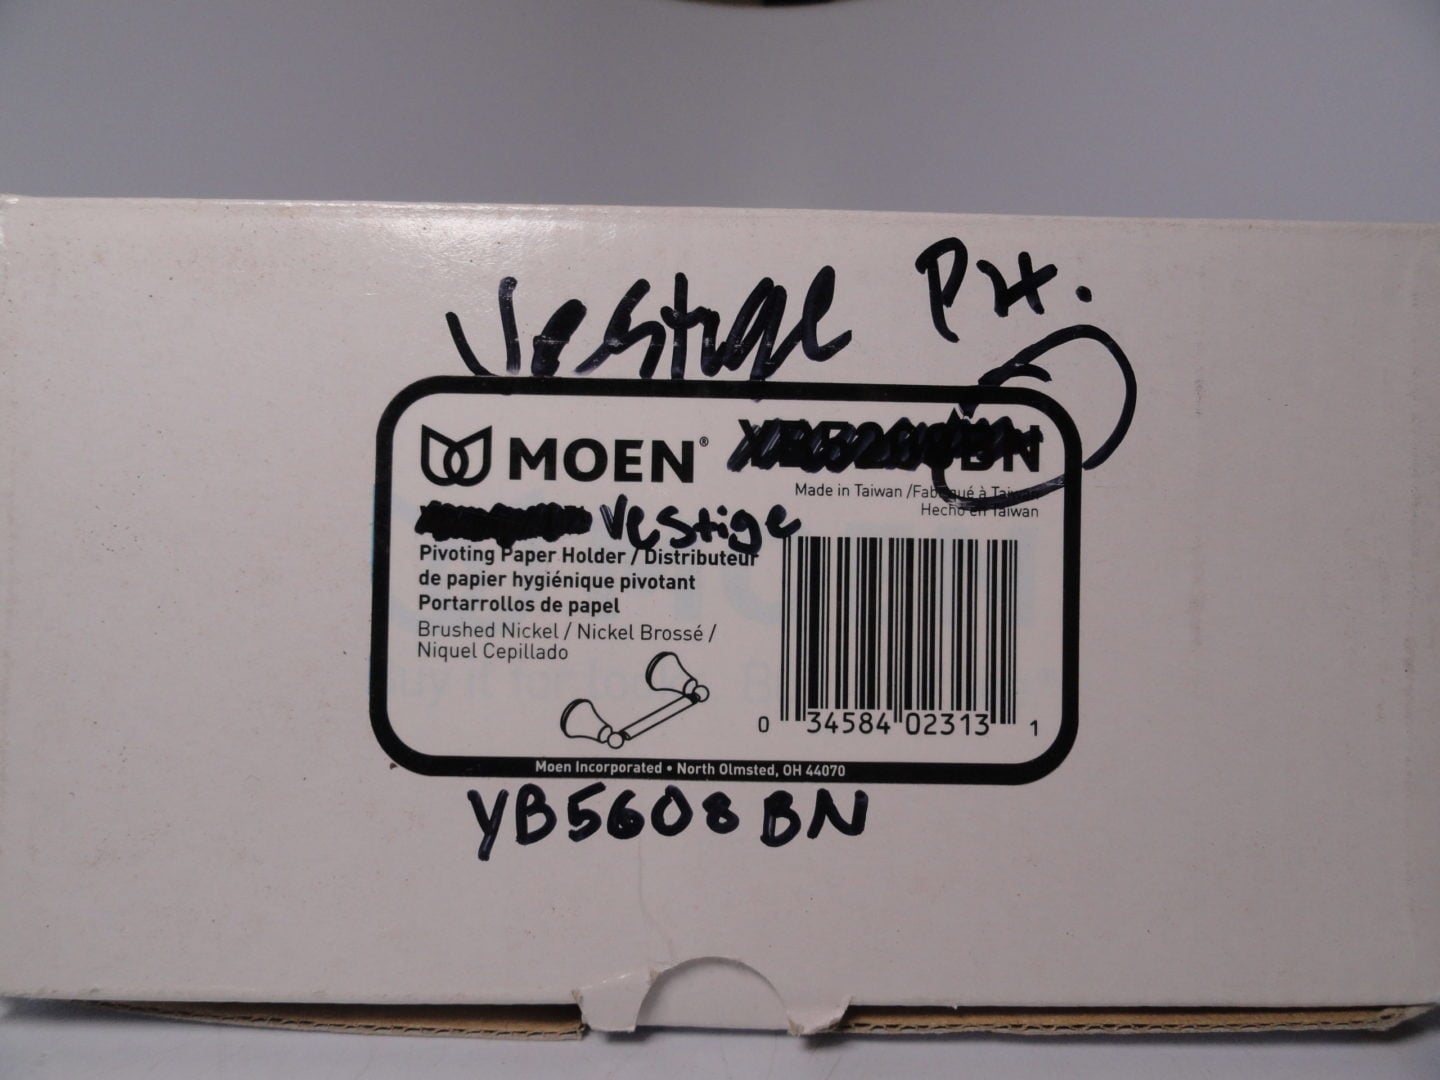 Vestige P.H.
MOEN®
Made in Taiwan /Fabriqué à Taiwan
Hecho en Taiwan
Vestige
Pivoting Paper Holder / Distributeur
de papier hygiénique pivotant
Portarrollos de papel
Brushed Nickel / Nickel Brossé /
Niquel Cepillado
0 34584 02313 1
Moen Incorporated • North Olmsted, OH 44070
YB5608BN